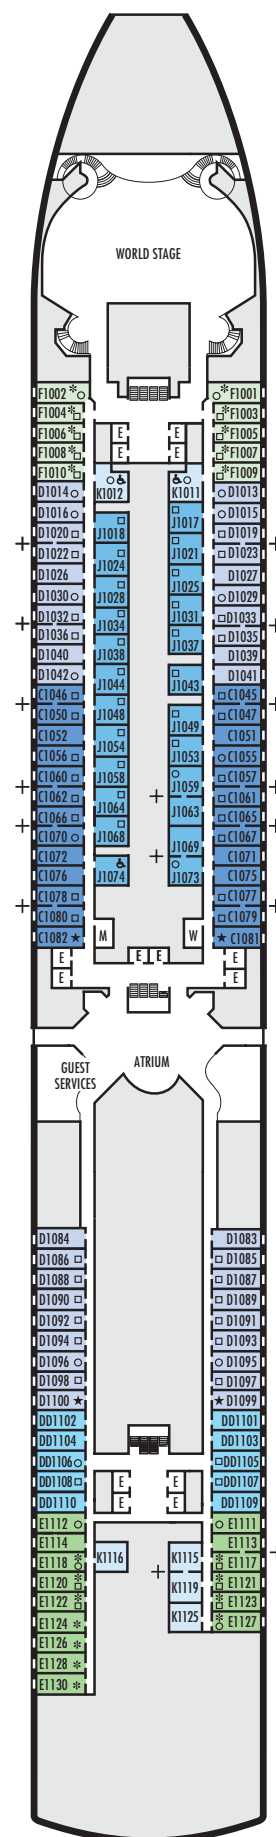 WORLD STAGE
F1002 F1001
F1004 F1003
F1006 E E F1005
F1008 E E F1007
F1010 F1009
D1014 K1012 K1011 D1013
D1016 J1017 D1015
D1020 J1018 D1019
D1022 J1021 D1023
D1026 J1024 J1025 D1027
D1030 J1028 D1029
D1032 J1034 J1031 D1033
D1036 J1037 D1035
D1040 J1038 D1039
D1042 J1043 D1041
C1046 J1044 C1045
C1050 J1048 J1049 C1047
C1052 J1054 C1051
C1056 J1053 C1055
C1060 J1058 J1059 C1057
C1062 J1064 J1063 C1061
C1066 C1065
C1070 J1068 J1069 C1067
C1072 C1071
C1076 J1074 J1073 C1075
C1078 C1077
C1080 C1079
C1082 M W C1081
E E E E
E E
GUEST
SERVICES
ATRIUM
D1084 D1083
D1086 D1085
D1088 D1087
D1090 D1089
D1092 D1091
D1094 D1093
D1096 D1095
D1098 D1097
D1100 D1099
DD1102 DD1101
DD1104 DD1103
DD1106 DD1105
DD1108 E E DD1107
DD1110 E E DD1109
E1112 E1111
E1114 E1113
E1118 K1116 K1115 E1117
E1120 K1119 E1121
E1122 E1123
E1124 K1125 E1127
E1126
E1128
E1130